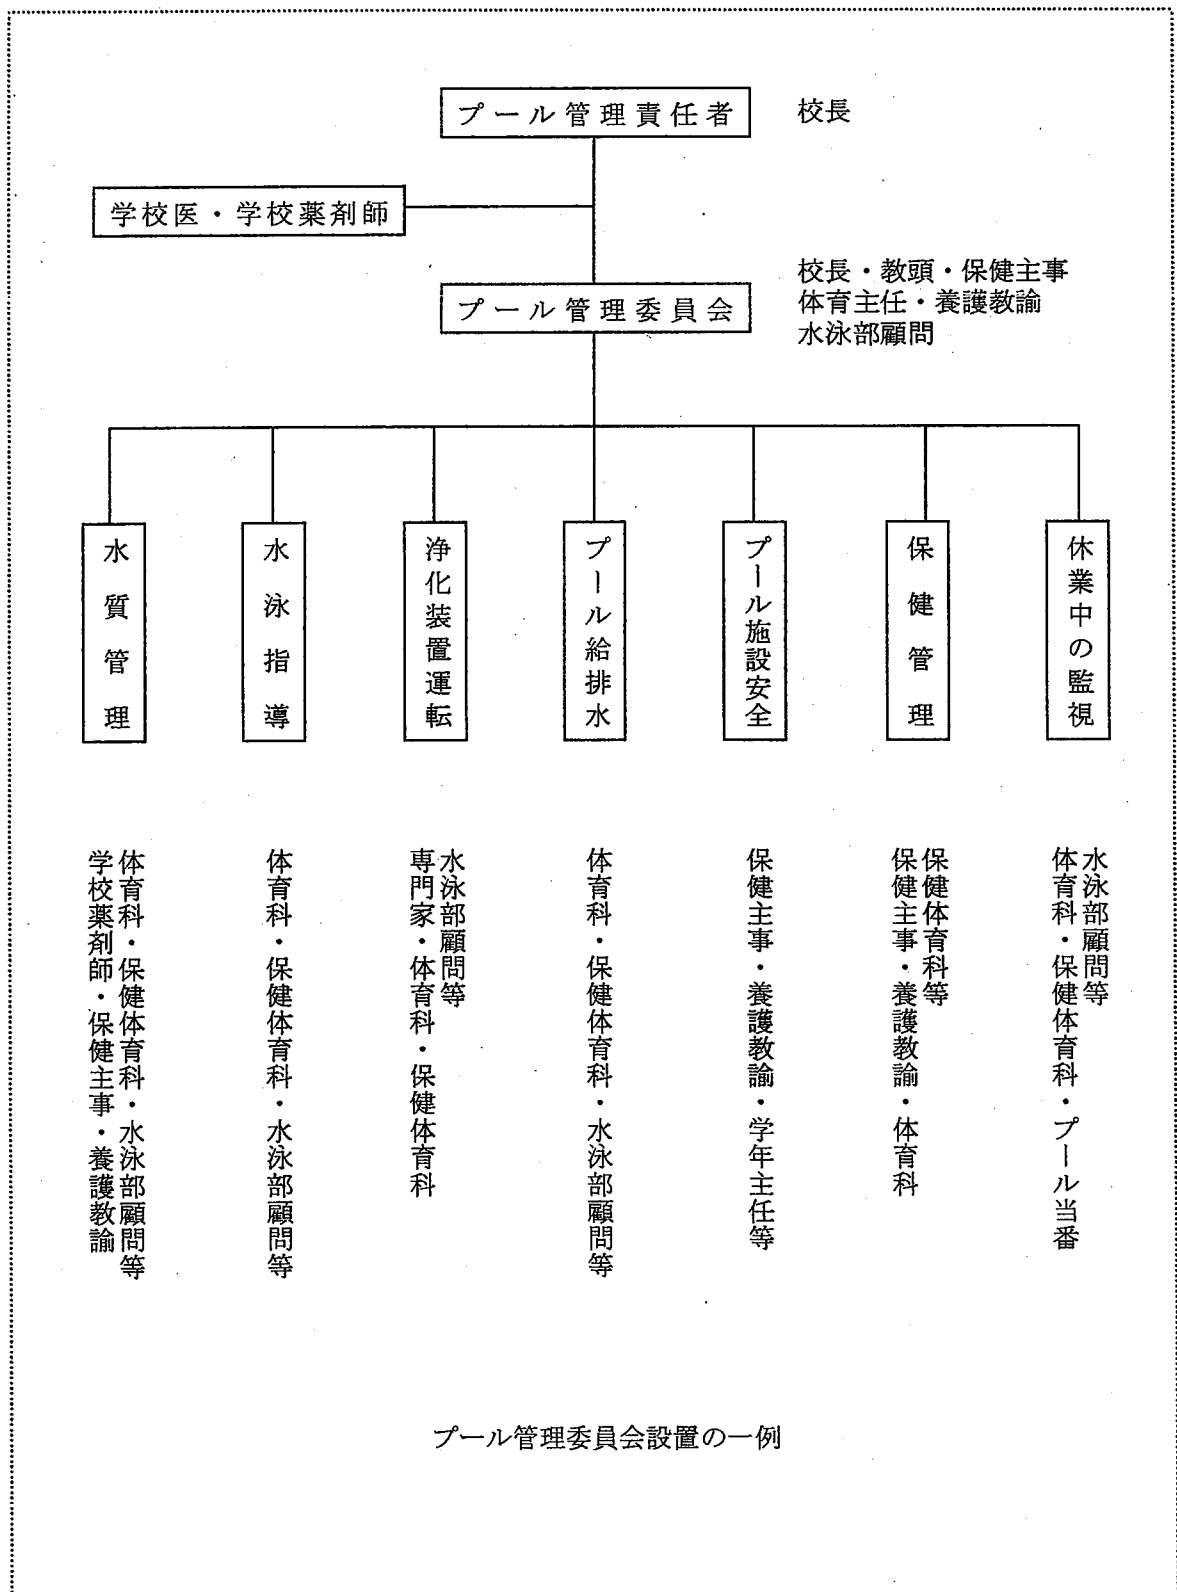 プール管理責任者
校長
学校医・学校薬剤師
プール管理委員会
校長・教頭・保健主事
体育主任・養護教諭
水泳部顧問
水質管理
水泳指導
浄化装置運転
プール給排水
プール施設安全
保健管理
休業中の監視
学校薬剤師・保健主事・養護教諭
体育科・保健体育科・水泳部顧問等
体育科・保健体育科・水泳部顧問等
専門家・体育科・保健体育科
水泳部顧問等
体育科・保健体育科・水泳部顧問等
保健主事・養護教諭・学年主任等
保健主事・養護教諭・体育科
保健体育科等
体育科・保健体育科・プール当番
水泳部顧問等
プール管理委員会設置の一例